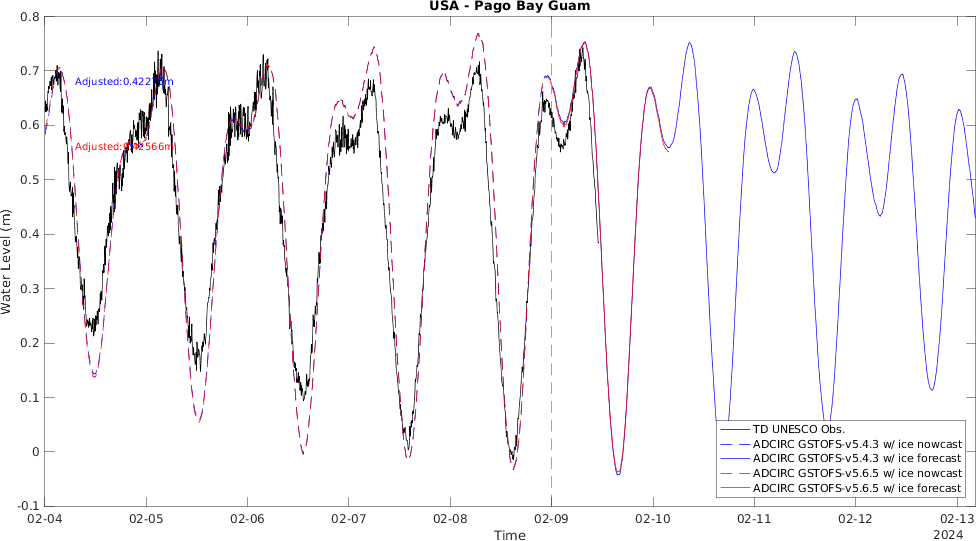 USA - Pago Bay Guam
0.8
0.7
0.6
0.5
0.4
0.3
0.2
0.1
0
-0.1
Water Level (m)
Adjusted:0.4227 m
Adjusted:0.42566m
TD UNESCO Obs.
ADCIRC GSTOFS-v5.4.3 w/ ice nowcast
ADCIRC GSTOFS-v5.4.3 w/ ice forecast
ADCIRC GSTOFS-v5.6.5 w/ ice nowcast
ADCIRC GSTOFS-v5.6.5 w/ ice forecast
02-04 02-05 02-06 02-07 02-08 02-09 02-10 02-11 02-12 02-13
Time
2024